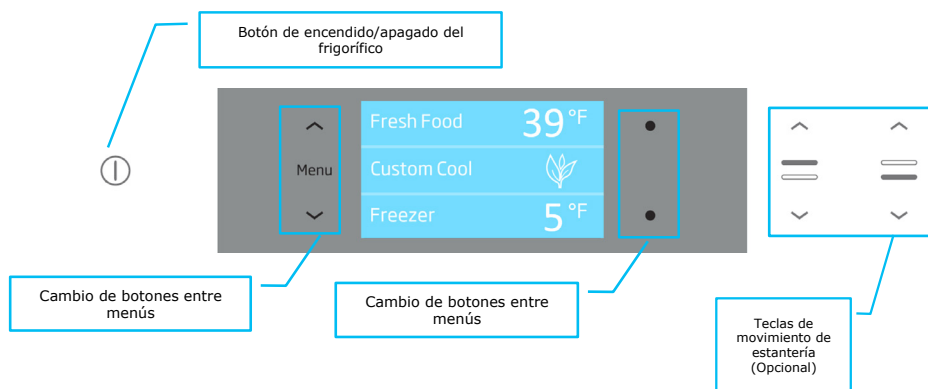 Botón de encendido/apagado del
frigorífico
Menu
Fresh Food 39 °F
Custom Cool
Freezer 5 °F
Cambio de botones entre
menús
Cambio de botones entre
menús
Teclas de
movimiento de
estantería
(Opcional)